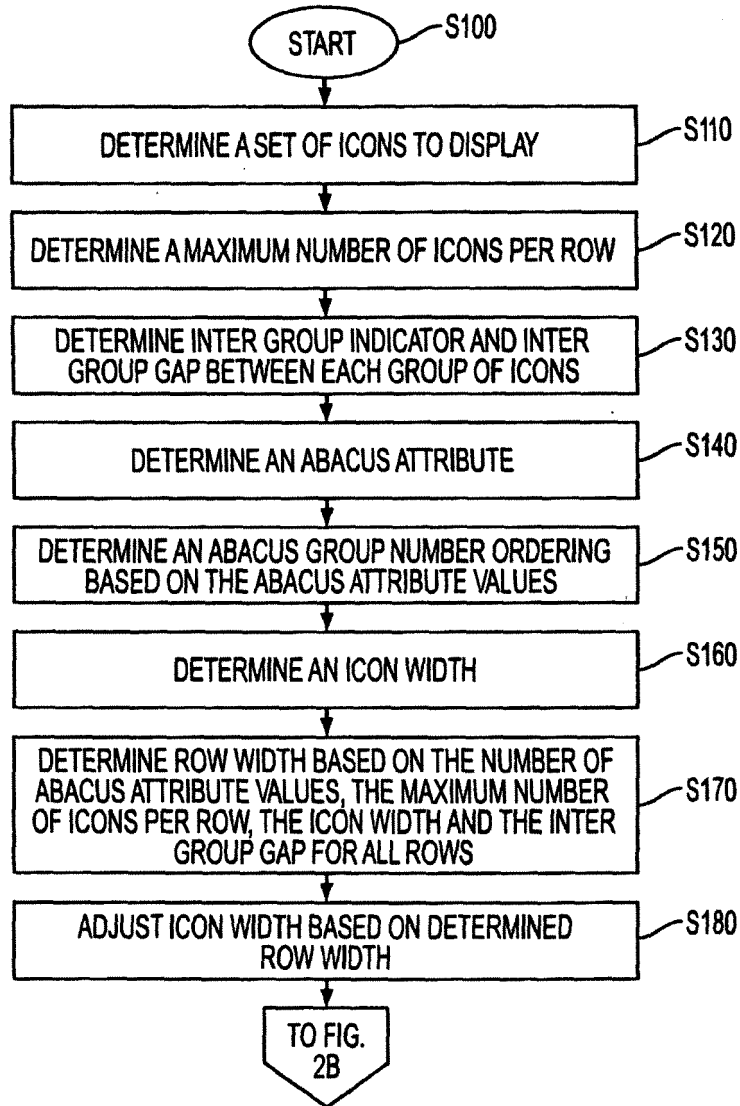 START
S100
DETERMINE A SET OF ICONS TO DISPLAY
S110
DETERMINE A MAXIMUM NUMBER OF ICONS PER ROW
S120
DETERMINE INTER GROUP INDICATOR AND INTER
GROUP GAP BETWEEN EACH GROUP OF ICONS
S130
DETERMINE AN ABACUS ATTRIBUTE
S140
DETERMINE AN ABACUS GROUP NUMBER ORDERING
BASED ON THE ABACUS ATTRIBUTE VALUES
S150
DETERMINE AN ICON WIDTH
S160
DETERMINE ROW WIDTH BASED ON THE NUMBER OF
ABACUS ATTRIBUTE VALUES, THE MAXIMUM NUMBER
OF ICONS PER ROW, THE ICON WIDTH AND THE INTER
GROUP GAP FOR ALL ROWS
S170
ADJUST ICON WIDTH BASED ON DETERMINED
ROW WIDTH
S180
TO FIG.
2B